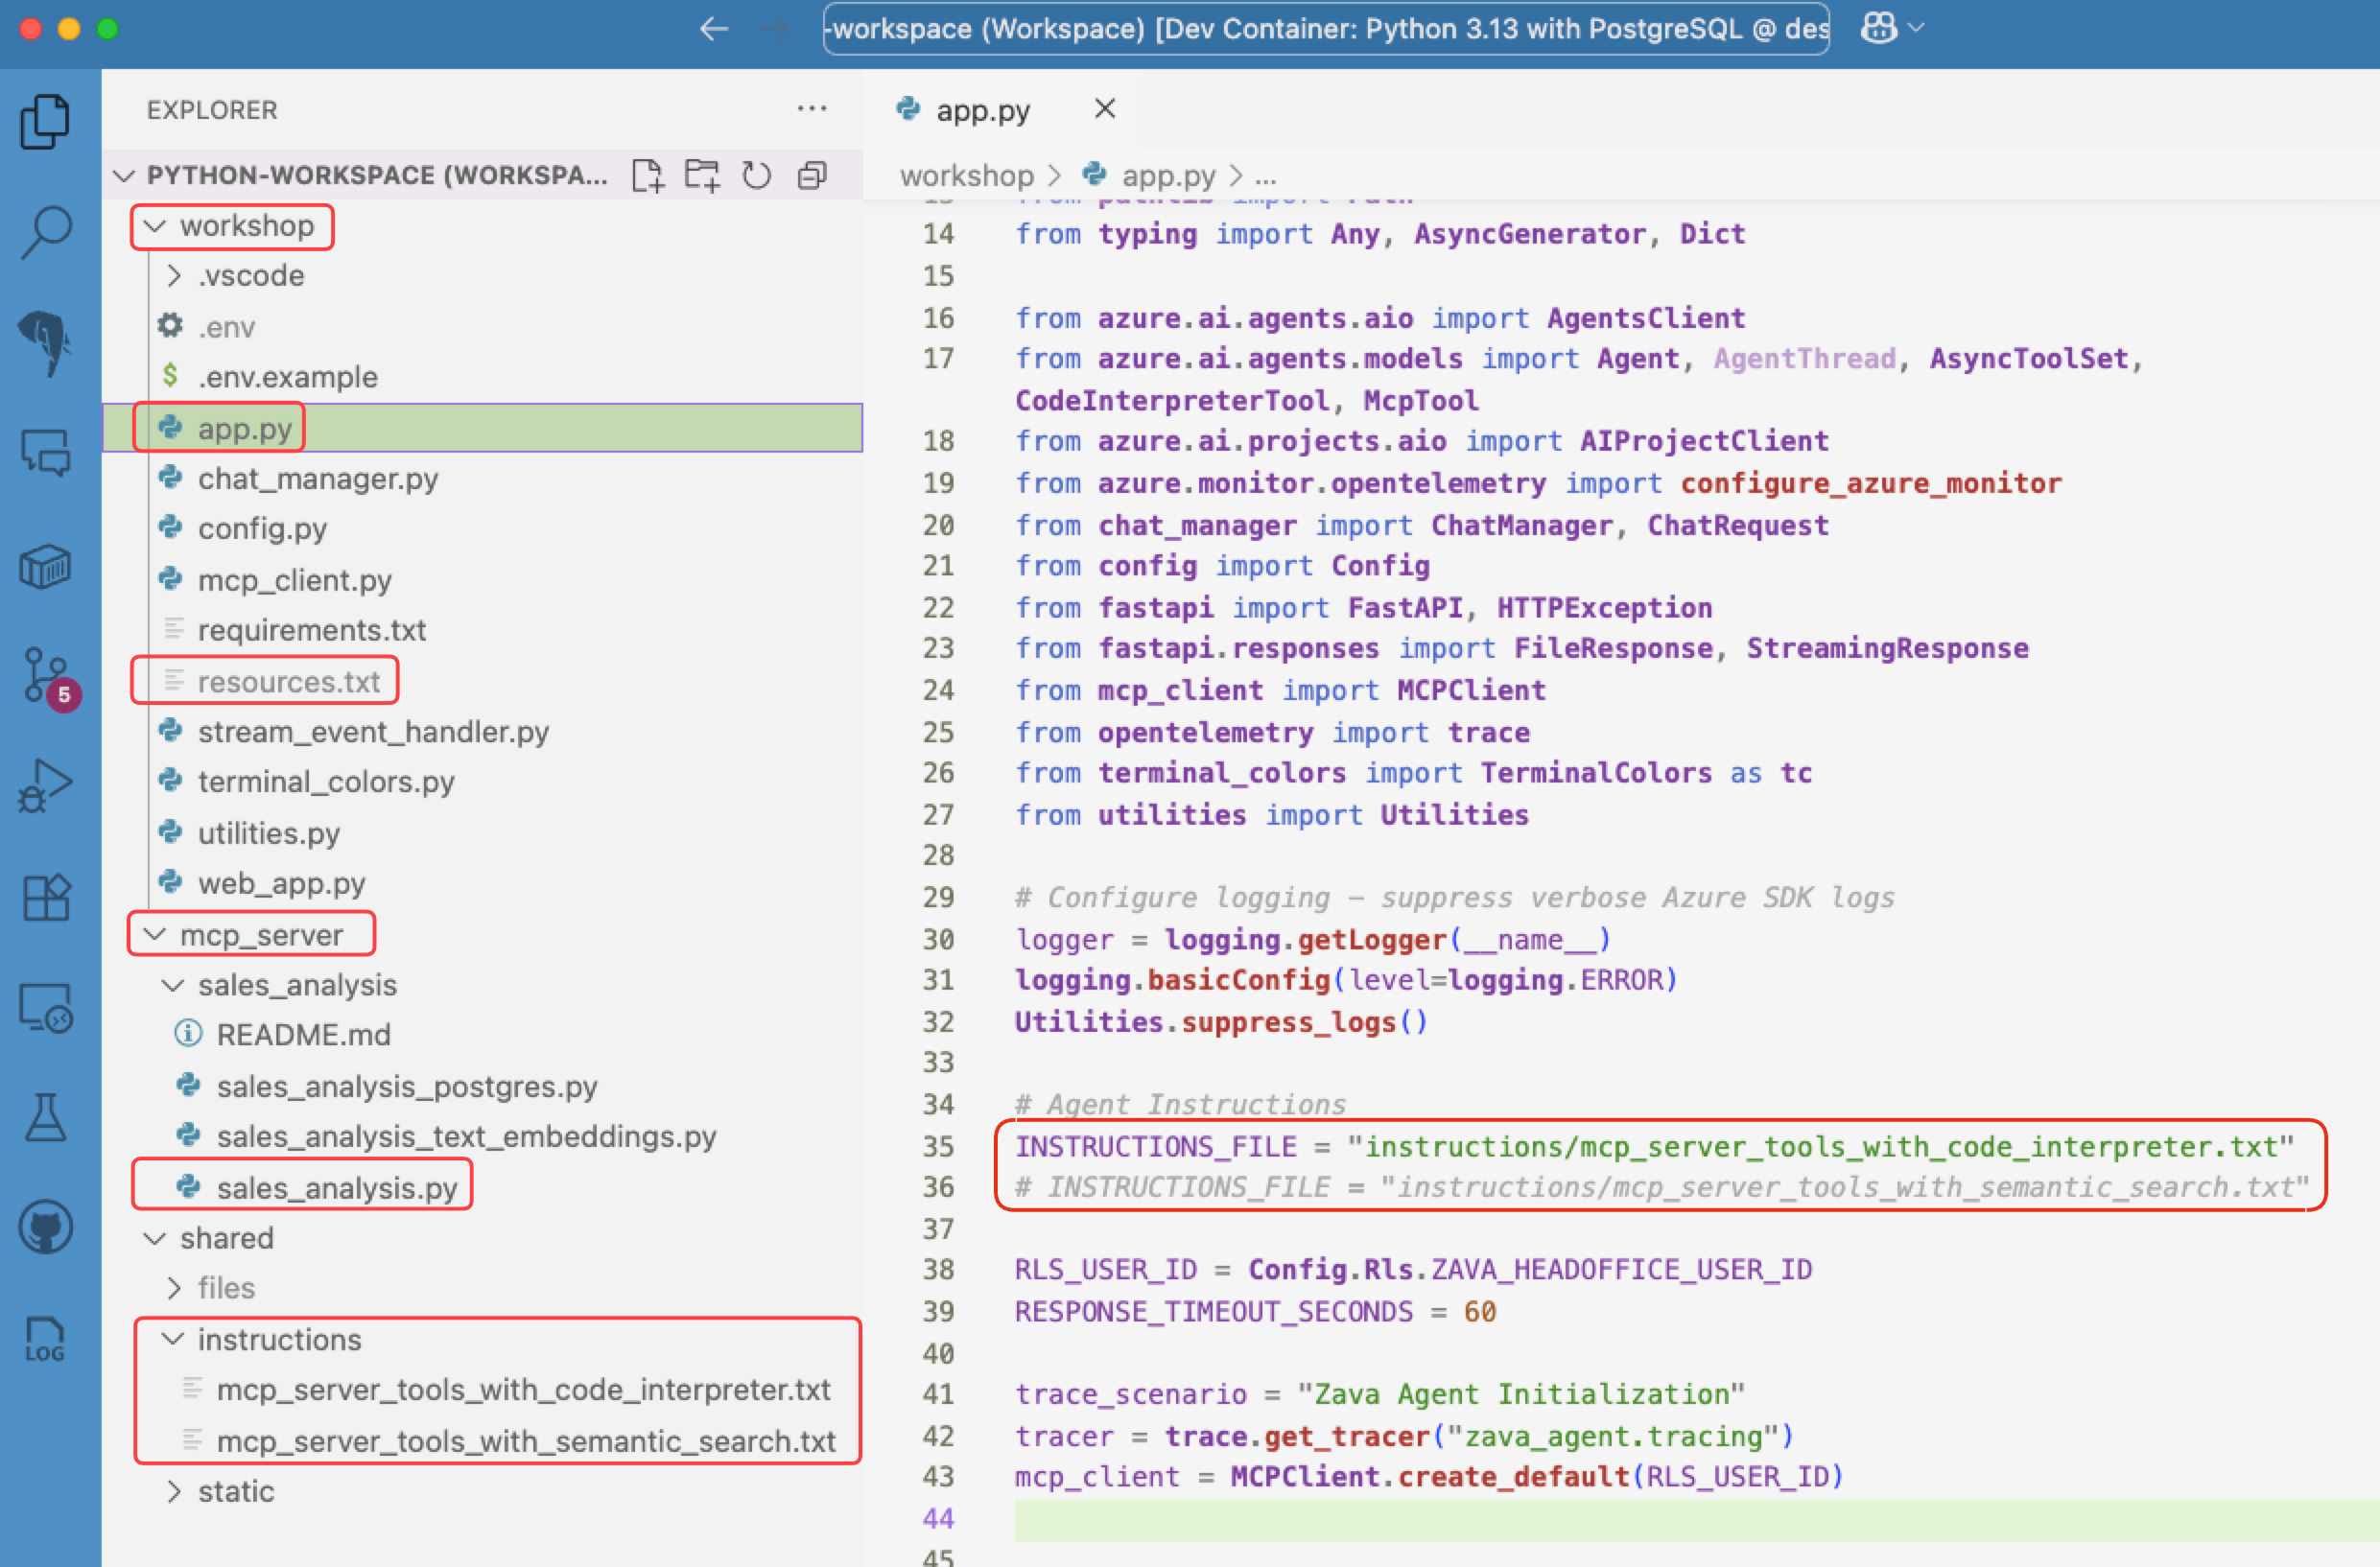 -workspace (Workspace) [Dev Container: Python 3.13 with PostgreSQL @ des
EXPLORER
PYTHON-WORKSPACE (WORKSPA...
workshop
.vscode
.env
$ .env.example
app.py
chat_manager.py
config.py
mcp_client.py
requirements.txt
resources.txt
stream_event_handler.py
terminal_colors.py
utilities.py
web_app.py
mcp_server
sales_analysis
README.md
sales_analysis_postgres.py
sales_analysis_text_embeddings.py
sales_analysis.py
shared
files
instructions
mcp_server_tools_with_code_interpreter.txt
mcp_server_tools_with_semantic_search.txt
static
5
LOG
app.py
workshop > app.py > ...
13 from pathlib import Path
14 from typing import Any, AsyncGenerator, Dict
15
16 from azure.ai.agents.aio import AgentsClient
17 from azure.ai.agents.models import Agent, AgentThread, AsyncToolSet,
CodeInterpreterTool, McpTool
18 from azure.ai.projects.aio import AIProjectClient
19 from azure.monitor.opentelemetry import configure_azure_monitor
20 from chat_manager import ChatManager, ChatRequest
21 from config import Config
22 from fastapi import FastAPI, HTTPException
23 from fastapi.responses import FileResponse, StreamingResponse
24 from mcp_client import MCPClient
25 from opentelemetry import trace
26 from terminal_colors import TerminalColors as tc
27 from utilities import Utilities
28
29 # Configure logging – suppress verbose Azure SDK logs
30 logger = logging.getLogger(__name__)
31 logging.basicConfig(level=logging.ERROR)
32 Utilities.suppress_logs()
33
34 # Agent Instructions
35 INSTRUCTIONS_FILE = "instructions/mcp_server_tools_with_code_interpreter.txt"
36 # INSTRUCTIONS_FILE = "instructions/mcp_server_tools_with_semantic_search.txt"
37
38 RLS_USER_ID = Config.Rls.ZAVA_HEADOFFICE_USER_ID
39 RESPONSE_TIMEOUT_SECONDS = 60
40
41 trace_scenario = "Zava Agent Initialization"
42 tracer = trace.get_tracer("zava_agent.tracing")
43 mcp_client = MCPClient.create_default(RLS_USER_ID)
44
45